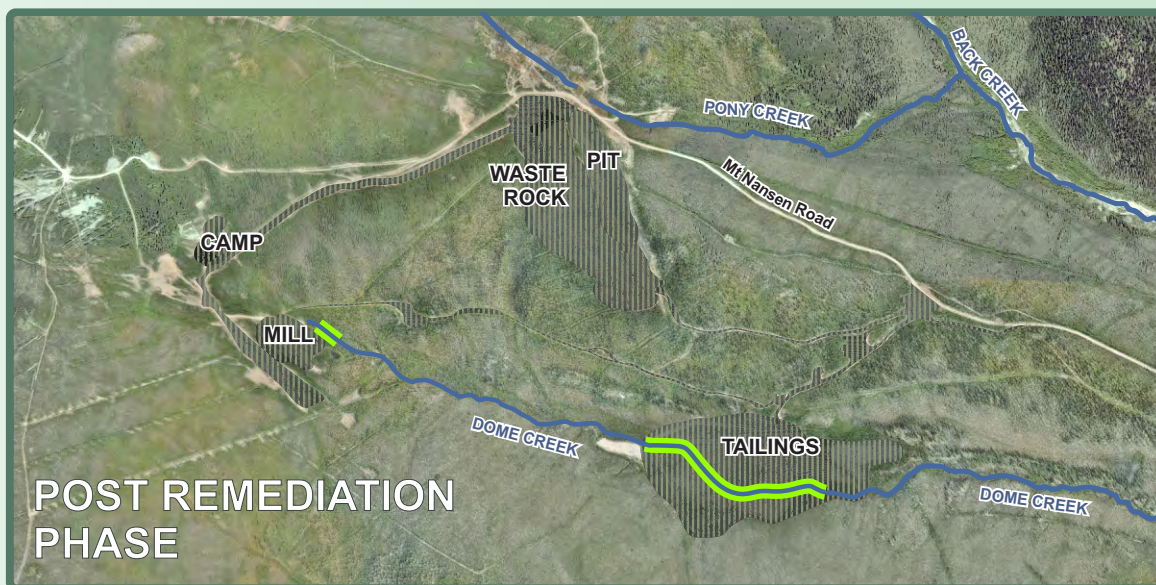 BACK CREEK
PONY CREEK
WASTE
ROCK
PIT
Mt Nansen Road
CAMP
MILL
DOME CREEK
TAILINGS
DOME CREEK
POST REMEDIATION
PHASE